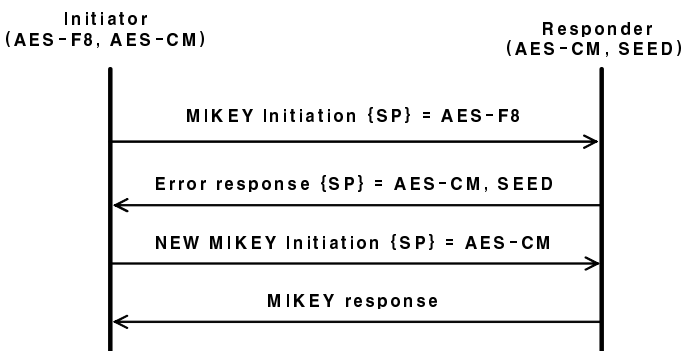 Initiator
(AES-F8, AES-CM)
Responder
(AES-CM, SEED)
MIKEY Initiation {SP} = AES-F8
Error response {SP} = AES-CM, SEED
NEW MIKEY Initiation {SP} = AES-CM
MIKEY response